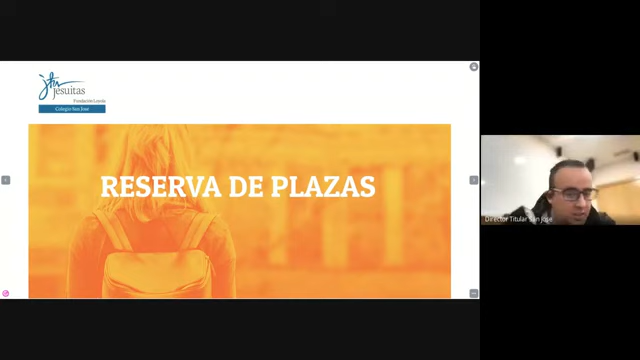 jesuitas
Fundación Loyola
Colegio San José
RESERVA DE PLAZAS
Director Titular San José